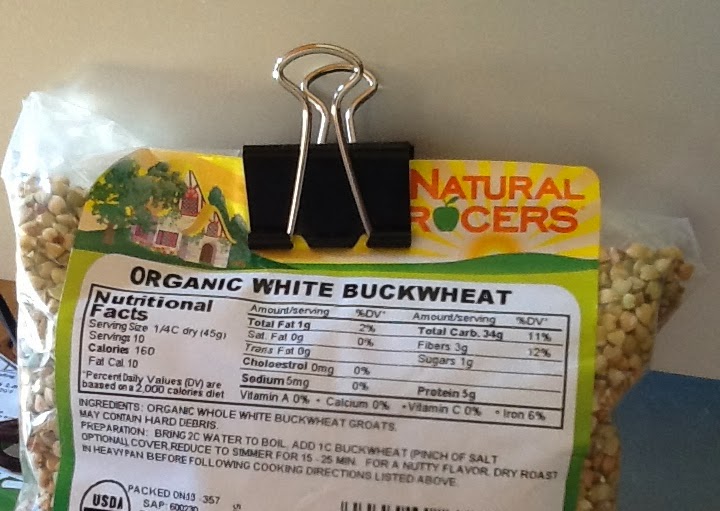 NATURAL
ROCERS
ORGANIC WHITE BUCKWHEAT
Nutritional Facts
Serving Size 1/4C dry (45g)
Servings 10
Calories 160
Fat Cal. 10
*Percent Daily Values (DV) are
baased on a 2,000 calories diet
Amount/serving %DV* Amount/serving %DV*
Total Fat 1g 2% Total Carb. 34g 11%
Sat. Fat 0g 0% Fibers 3g 12%
Trans Fat 0g Sugars 1g
Choloestrol 0mg 0%
Sodium 5mg 0% Protein 5g
Vitamin A 0% • Calcium 0% • Vitamin C 0% • Iron 6%
INGREDIENTS: ORGANIC WHOLE WHITE BUCKWHEAT GROATS.
MAY CONTAIN HARD DEBRIS.
PREPARATION: BRING 2C WATER TO BOIL. ADD 1C BUCKWHEAT (PINCH OF SALT
OPTIONAL), COVER, REDUCE TO SIMMER FOR 15 - 25 MIN. FOR A NUTTY FLAVOR, DRY ROAST
IN HEAVY PAN BEFORE FOLLOWING COOKING DIRECTIONS LISTED ABOVE.
USDA
PACKED ON:13 -357
SAP: 600230